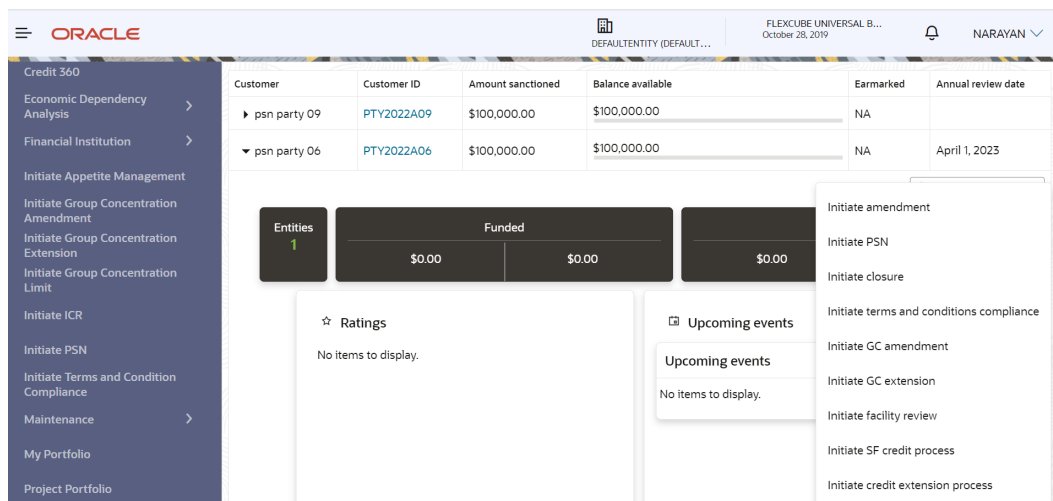 ORACLE
DEFAULTENTITY (DEFAULT...
FLEXCUBE UNIVERSAL B...
October 28, 2019
NARAYAN
Credit 360
Economic Dependency
Analysis
Financial Institution
Initiate Appetite Management
Initiate Group Concentration
Amendment
Initiate Group Concentration
Extension
Initiate Group Concentration
Limit
Initiate ICR
Initiate PSN
Initiate Terms and Condition
Compliance
Maintenance
My Portfolio
Project Portfolio
Customer Customer ID Amount sanctioned Balance available Earmarked Annual review date
psn party 09 PTY2022A09 $100,000.00 $100,000.00 NA
psn party 06 PTY2022A06 $100,000.00 $100,000.00 NA April 1, 2023
Entities
1
Funded
$0.00 $0.00
$0.00
Ratings
No items to display.
Upcoming events
Upcoming events
No items to display.
Initiate amendment
Initiate PSN
Initiate closure
Initiate terms and conditions compliance
Initiate GC amendment
Initiate GC extension
Initiate facility review
Initiate SF credit process
Initiate credit extension process